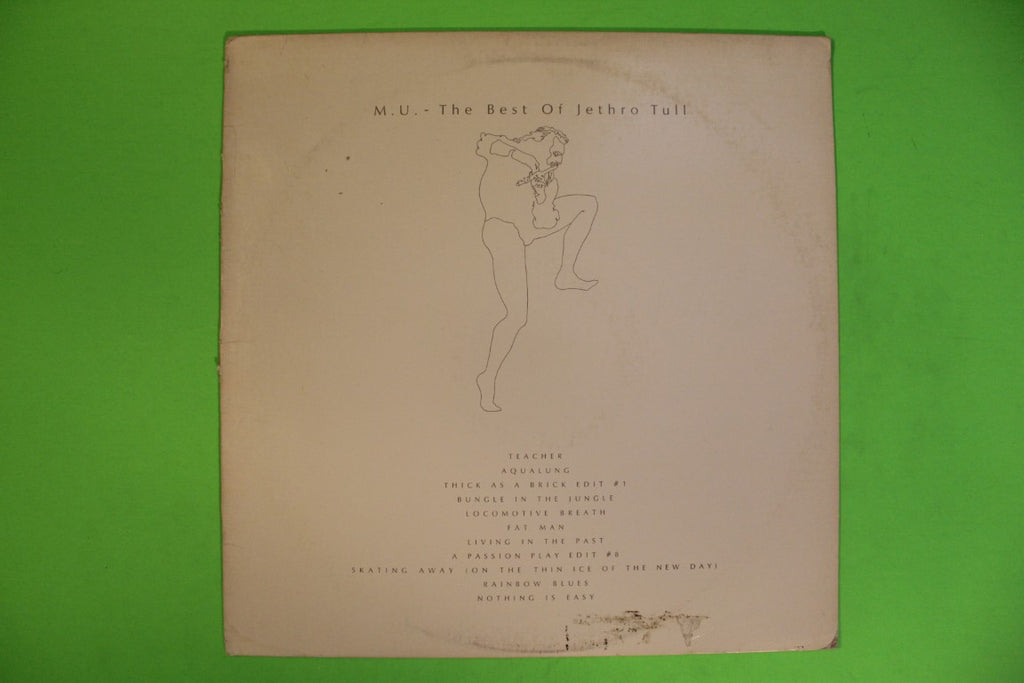 M.U. - The Best Of Jethro Tull
TEACHER
AQUALUNG
THICK AS A BRICK EDIT #1
BUNGLE IN THE JUNGLE
LOCOMOTIVE BREATH
FAT MAN
LIVING IN THE PAST
A PASSION PLAY EDIT #8
SKATING AWAY (ON THE THIN ICE OF THE NEW DAY)
RAINBOW BLUES
NOTHING IS EASY